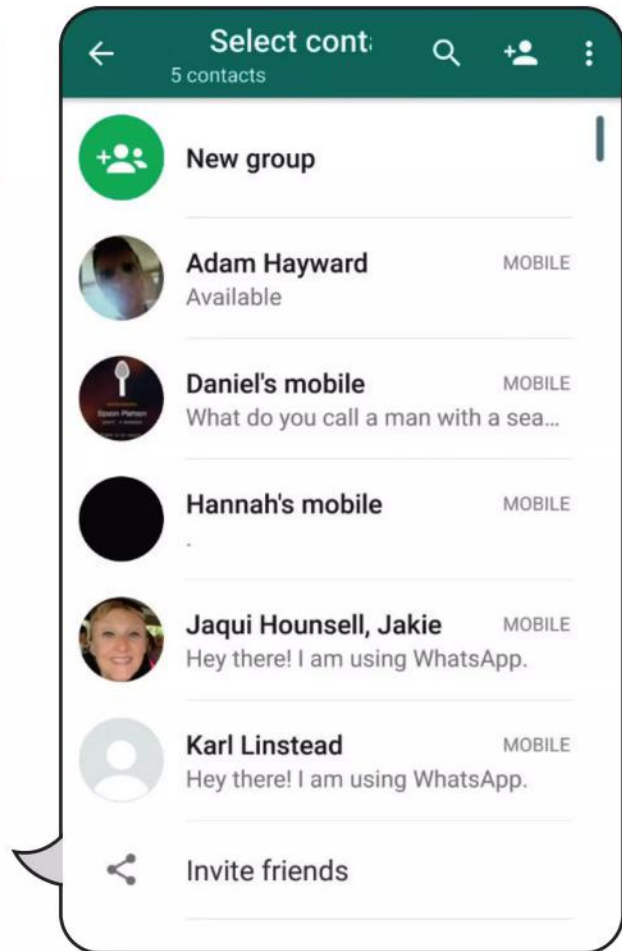 Select cont
5 contacts
New group
Adam Hayward
MOBILE
Available
Daniel's mobile
MOBILE
What do you call a man with a sea...
Hannah's mobile
MOBILE
.
Jaqui Hounsell, Jakie
MOBILE
Hey there! I am using WhatsApp.
Karl Linstead
MOBILE
Hey there! I am using WhatsApp.
Invite friends